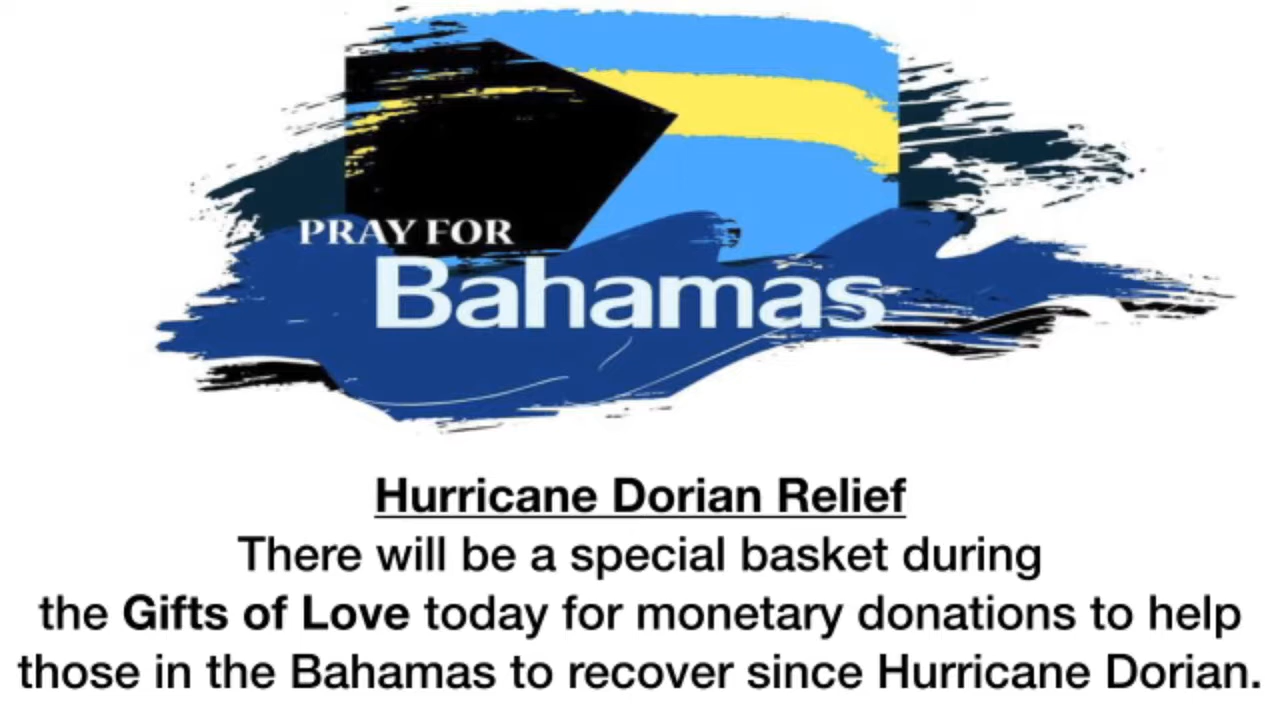 PRAY FOR
Bahamas
Hurricane Dorian Relief
There will be a special basket during
the Gifts of Love today for monetary donations to help
those in the Bahamas to recover since Hurricane Dorian.